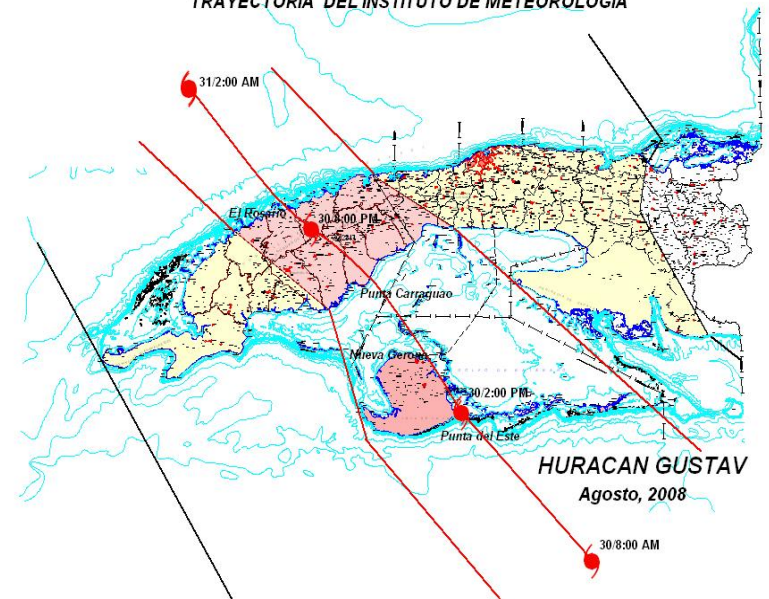 TRAYECTORIA DEL INSTITUTO DE METEOROLOGIA
31/2:00 AM
El Rosario
30/8:00 PM
Punta Carraguao
Nueva Gerona
30/2:00 PM
Punta del Este
HURACAN GUSTAV
Agosto, 2008
30/8:00 AM